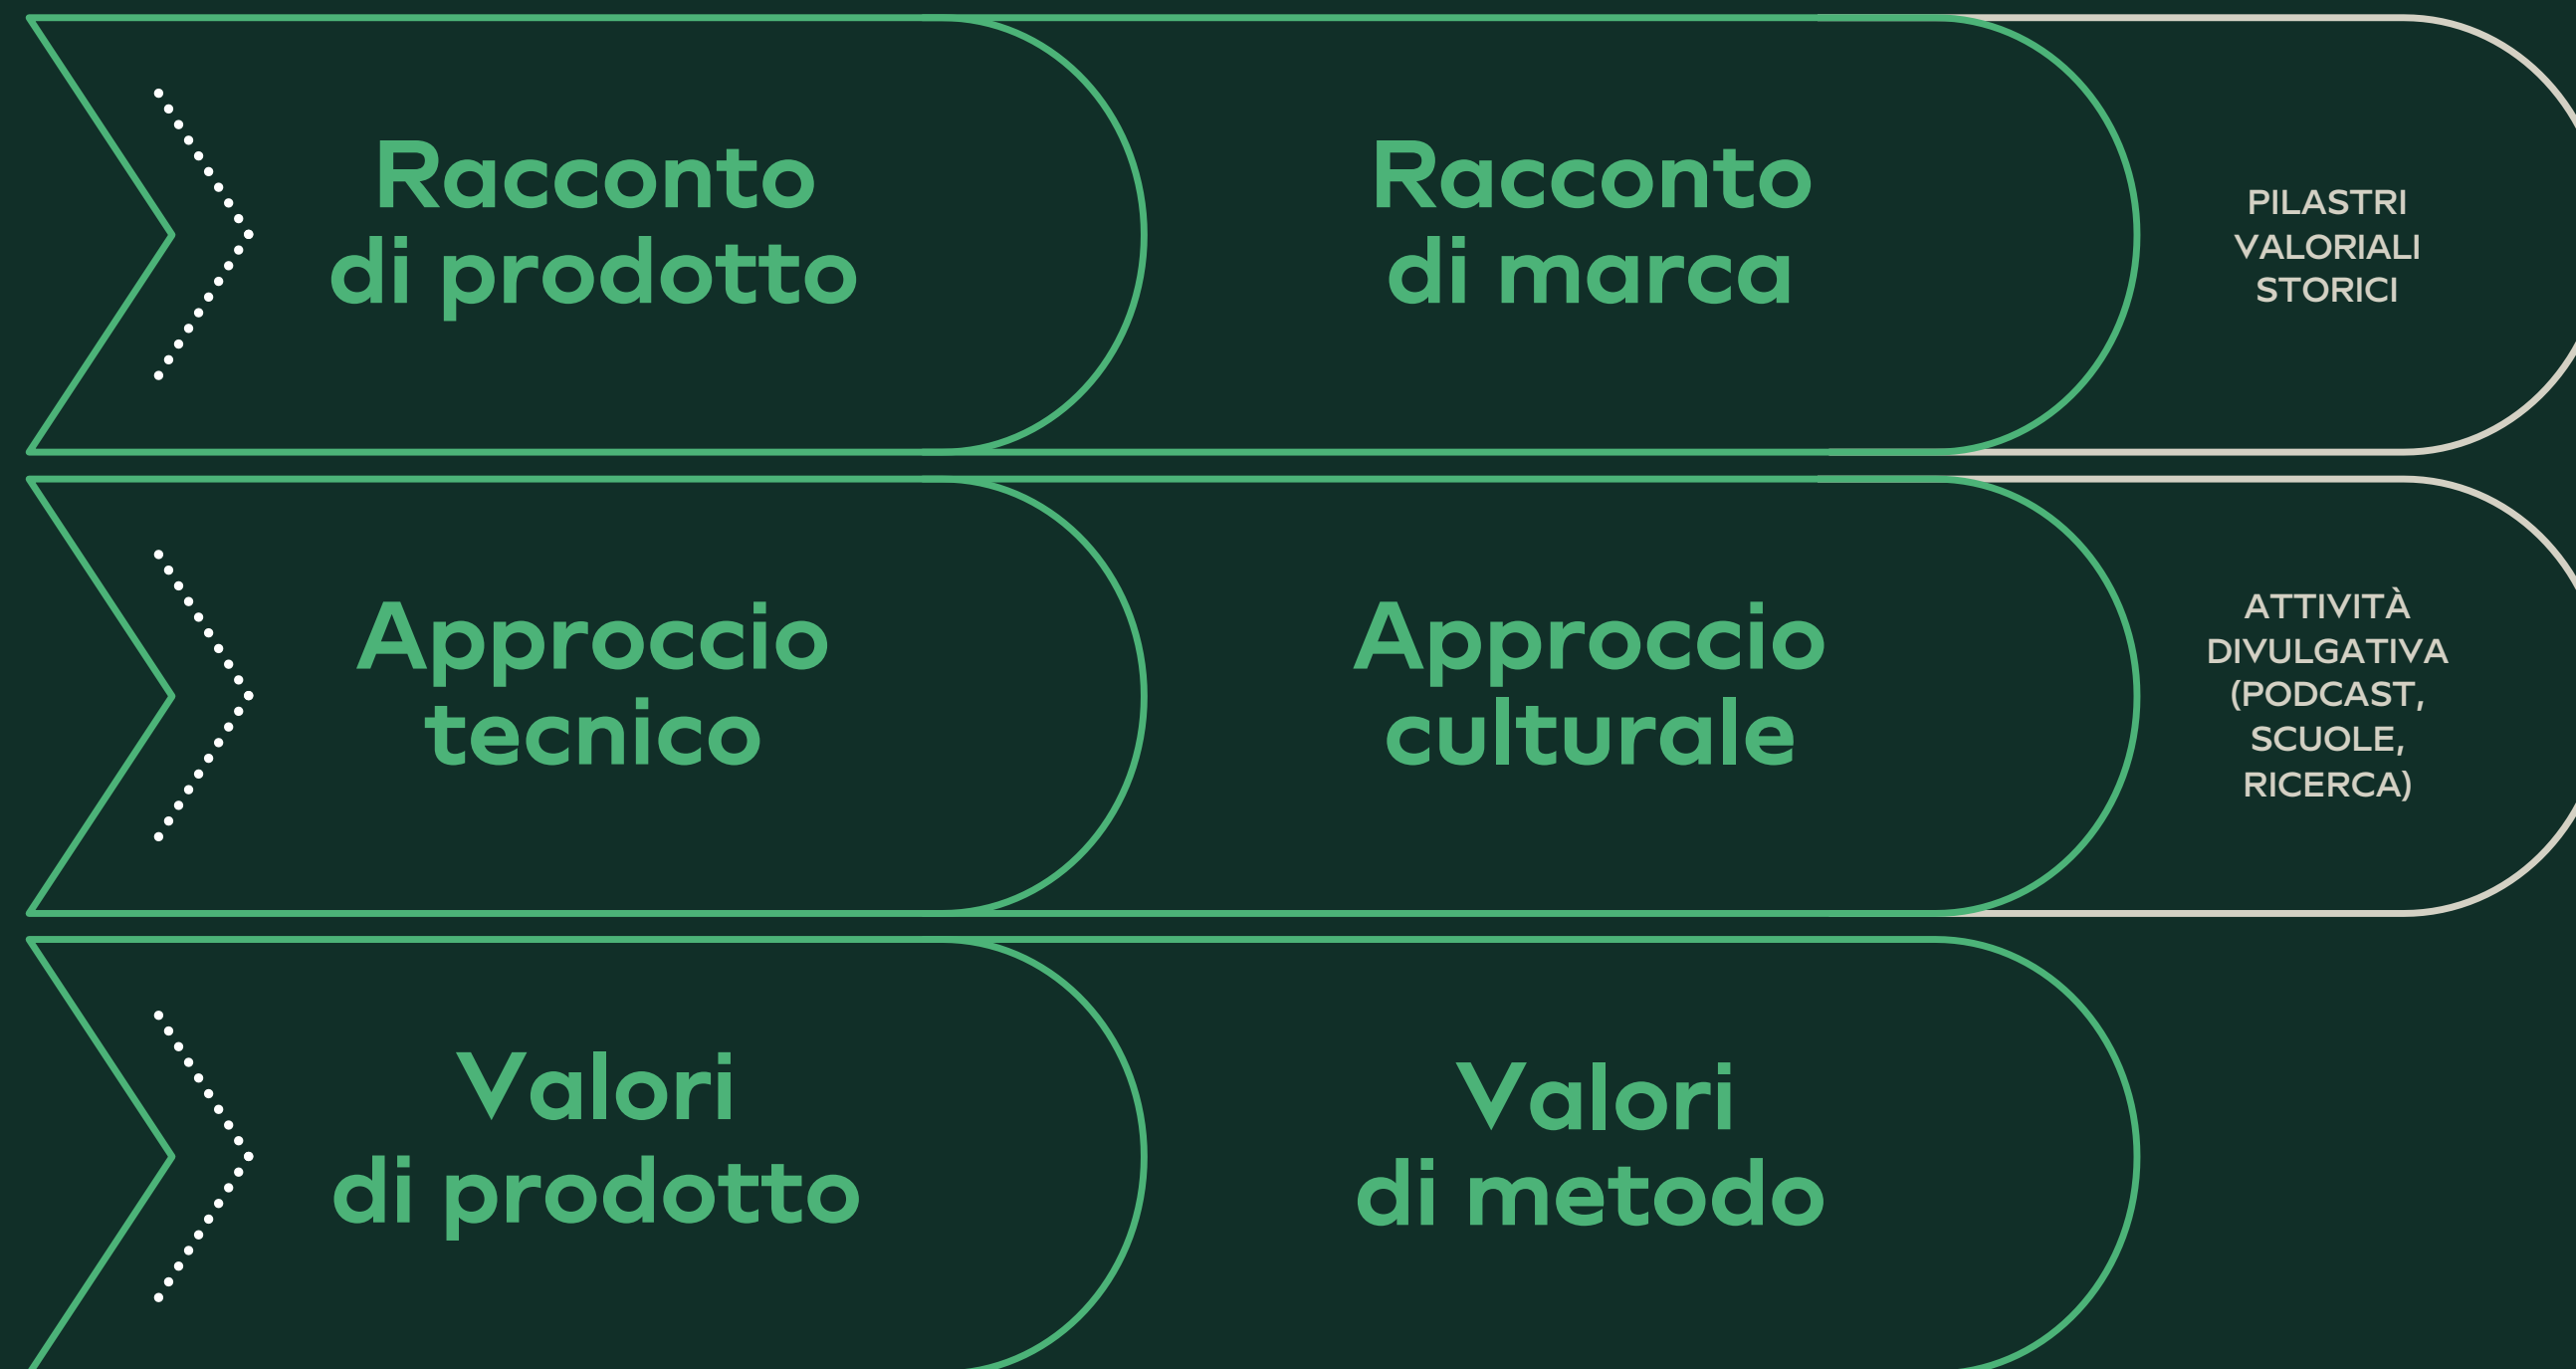 Racconto
di prodotto
Racconto
di marca
PILASTRI
VALORIALI
STORICI
Approccio
tecnico
Approccio
culturale
ATTIVITÀ
DIVULGATIVA
(PODCAST,
SCUOLE,
RICERCA)
Valori
di prodotto
Valori
di metodo